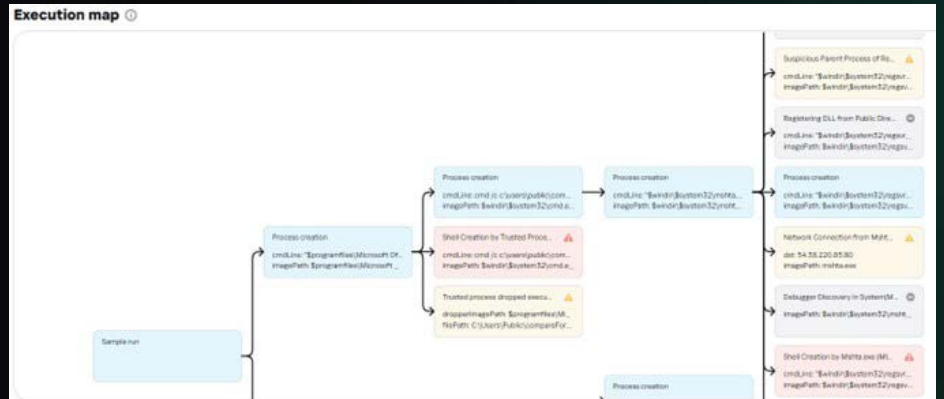 Execution map
Sample run
Process creation
cmdLine: "$programfiles\Microsoft Of...
imagePath: $programfiles\Microsoft ...
Process creation
cmdLine: cmd /c c:\users\public\com...
imagePath: $windir\$system32\cmd.e...
Shell Creation by Trusted Proce...
cmdLine: cmd /c c:\users\public\com...
imagePath: $windir\$system32\cmd.e...
Trusted process dropped execu...
dropperImagePath: $programfiles\Mi...
filePath: C:\Users\Public\compareFor...
Process creation
cmdLine: "$windir\$system32\mshta...
imagePath: $windir\$system32\msht...
Process creation
Suspicious Parent Process of Re...
cmdLine: "$windir\$system32\regsvr...
imagePath: $windir\$system32\regsv...
Registering DLL from Public Dire...
cmdLine: "$windir\$system32\regsvr...
imagePath: $windir\$system32\regsv...
Process creation
cmdLine: "$windir\$system32\regsvr...
imagePath: $windir\$system32\regsv...
Network Connection from Msht...
dst: 54.38.220.85:80
imagePath: mshta.exe
Debugger Discovery in System(M...
imagePath: $windir\$system32\msht...
Shell Creation by Mshta.exe (Mi...
cmdLine: "$windir\$system32\regsvr...
imagePath: $windir\$system32\regsv...